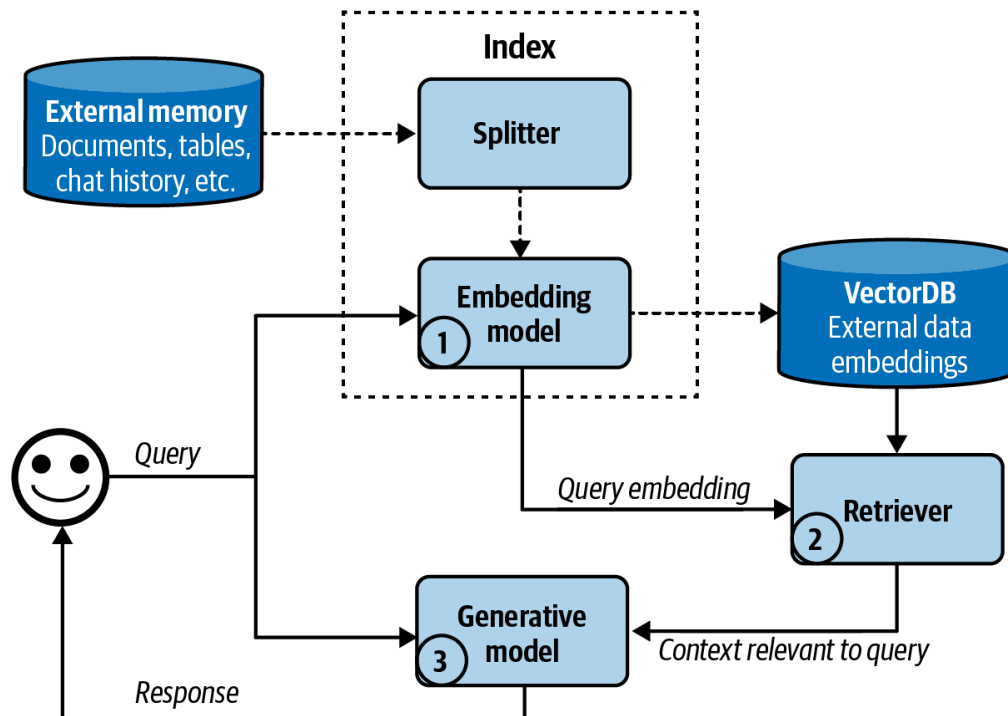 Index
External memory
Documents, tables,
chat history, etc.
Splitter
Embedding
model
1
VectorDB
External data
embeddings
Query
Query embedding
Retriever
2
Generative
model
3
Context relevant to query
Response